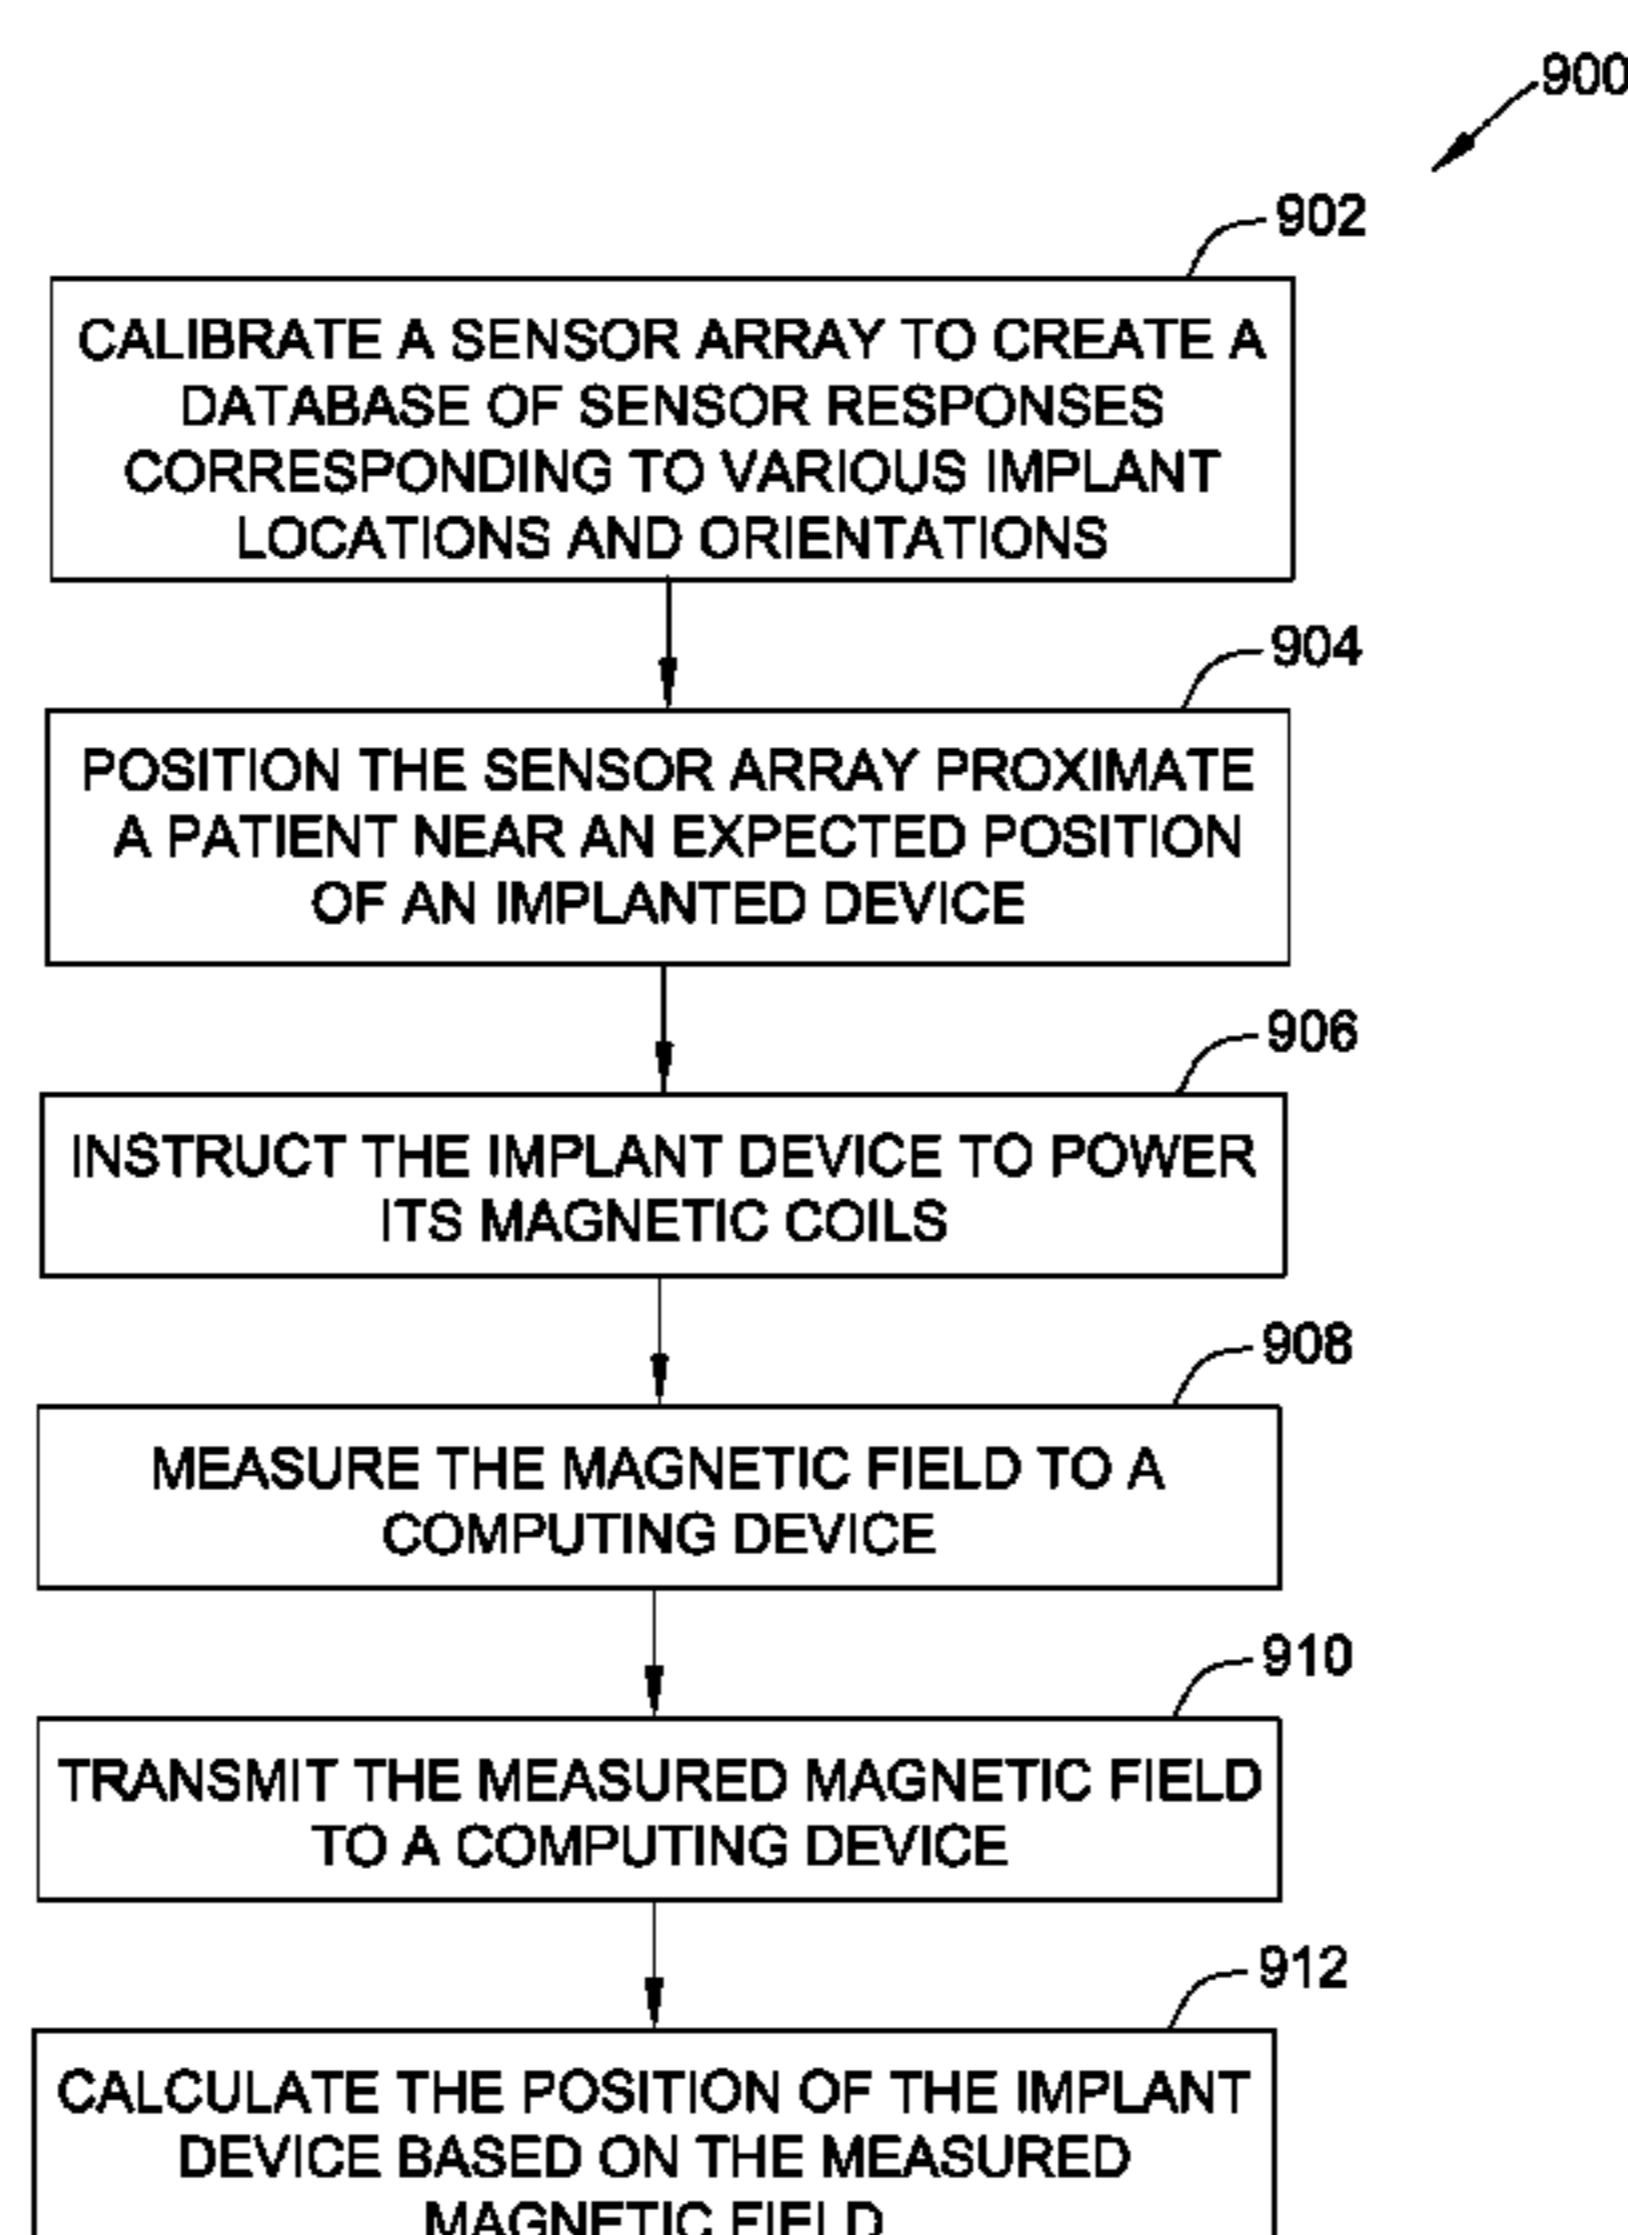 900
902
CALIBRATE A SENSOR ARRAY TO CREATE A
DATABASE OF SENSOR RESPONSES
CORRESPONDING TO VARIOUS IMPLANT
LOCATIONS AND ORIENTATIONS
904
POSITION THE SENSOR ARRAY PROXIMATE
A PATIENT NEAR AN EXPECTED POSITION
OF AN IMPLANTED DEVICE
906
INSTRUCT THE IMPLANT DEVICE TO POWER
ITS MAGNETIC COILS
908
MEASURE THE MAGNETIC FIELD TO A
COMPUTING DEVICE
910
TRANSMIT THE MEASURED MAGNETIC FIELD
TO A COMPUTING DEVICE
912
CALCULATE THE POSITION OF THE IMPLANT
DEVICE BASED ON THE MEASURED
MAGNETIC FIELD